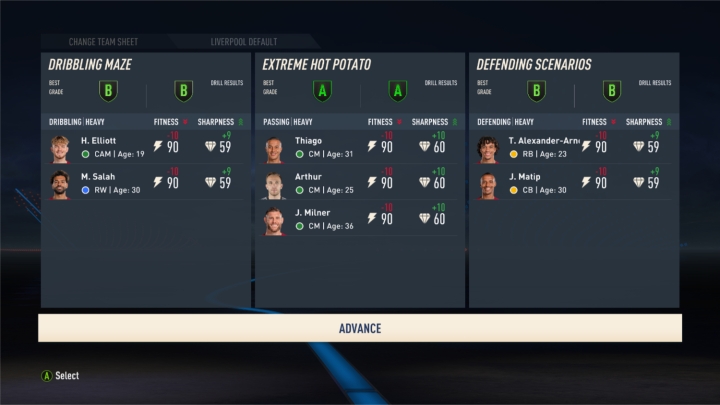 CHANGE TEAM SHEET
LIVERPOOL DEFAULT
DRIBBLING MAZE
BEST GRADE
B
B
DRILL RESULTS
DRIBBLING | HEAVY
FITNESS
SHARPNESS
H. Elliott
CAM | Age: 19
-10
90
+9
59
M. Salah
RW | Age: 30
-10
90
+9
59
EXTREME HOT POTATO
BEST GRADE
A
A
DRILL RESULTS
PASSING | HEAVY
FITNESS
SHARPNESS
Thiago
CM | Age: 31
-10
90
+10
60
Arthur
CM | Age: 25
-10
90
+10
60
J. Milner
CM | Age: 36
-10
90
+10
60
DEFENDING SCENARIOS
BEST GRADE
B
B
DRILL RESULTS
DEFENDING | HEAVY
FITNESS
SHARPNESS
T. Alexander-Arn
RB | Age: 23
-10
90
+9
59
J. Matip
CB | Age: 30
-10
90
+9
59
ADVANCE
A Select